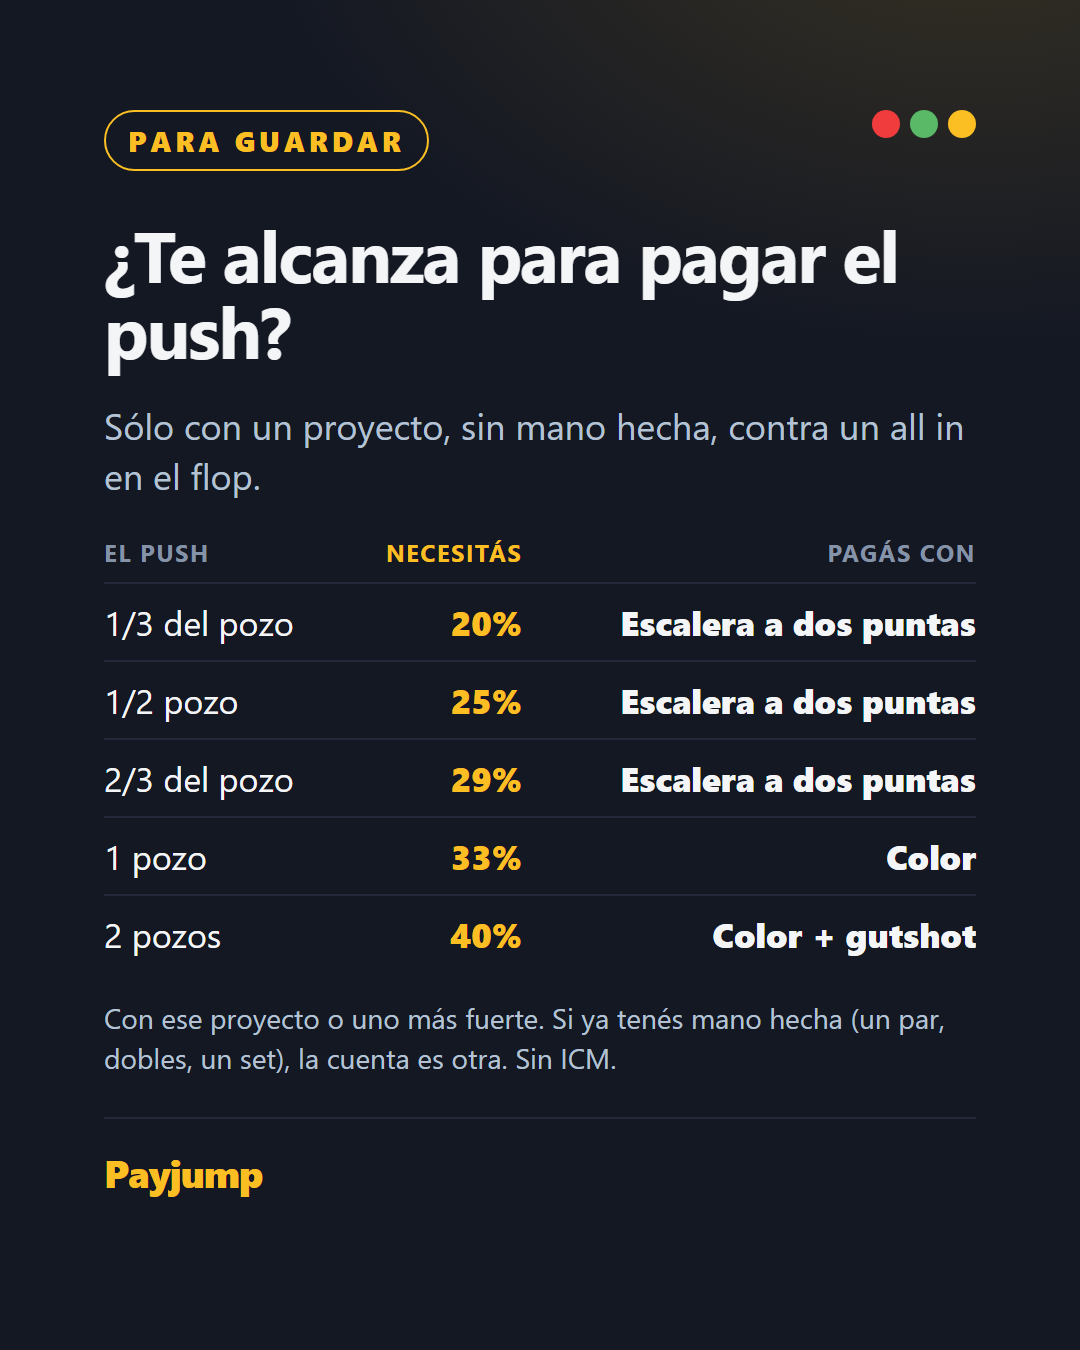 PARA GUARDAR
¿Te alcanza para pagar el
push?
Sólo con un proyecto, sin mano hecha, contra un all in
en el flop.
EL PUSH NECESITÁS PAGÁS CON
1/3 del pozo 20% Escalera a dos puntas
1/2 pozo 25% Escalera a dos puntas
2/3 del pozo 29% Escalera a dos puntas
1 pozo 33% Color
2 pozos 40% Color + gutshot
Con ese proyecto o uno más fuerte. Si ya tenés mano hecha (un par,
dobles, un set), la cuenta es otra. Sin ICM.
Payjump